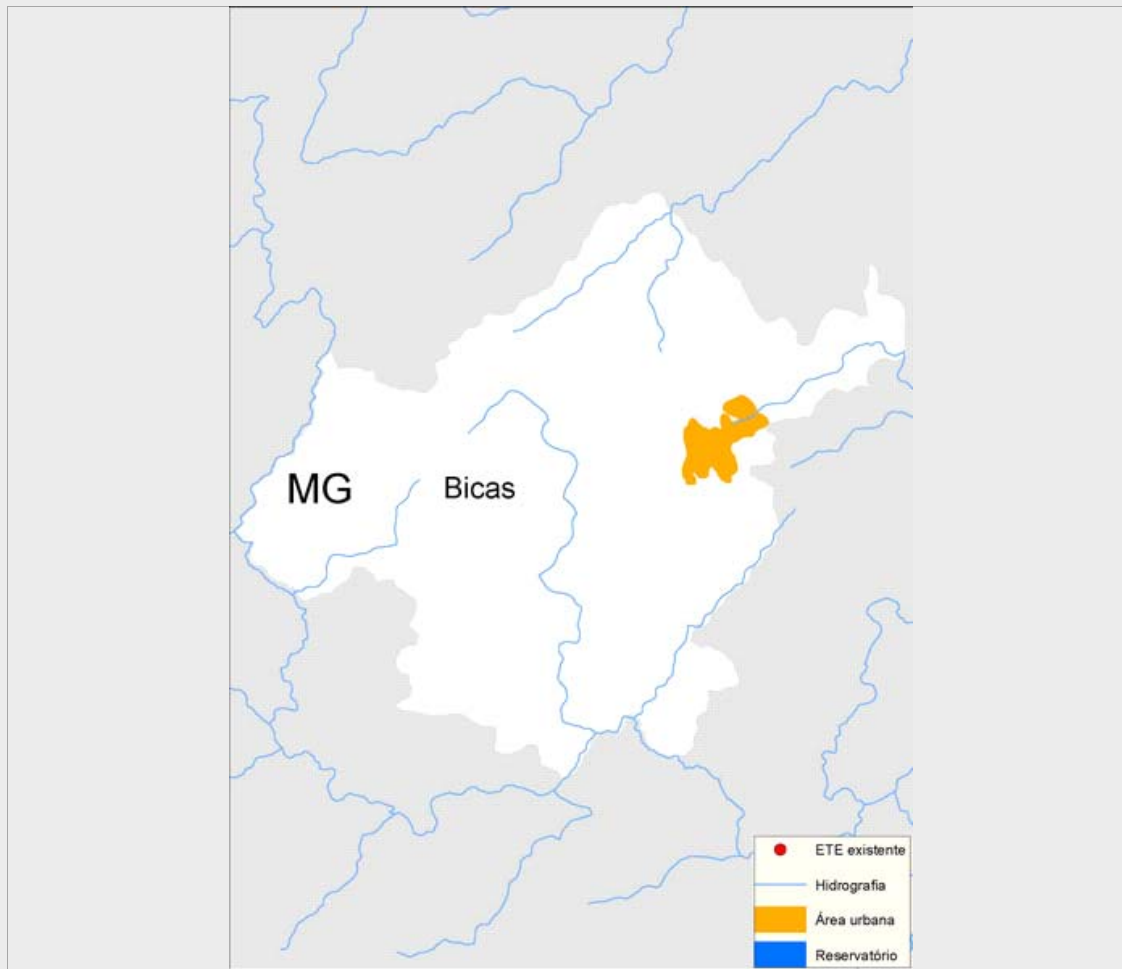 MG
Bicas
ETE existente
Hidrografia
Área urbana
Reservatório